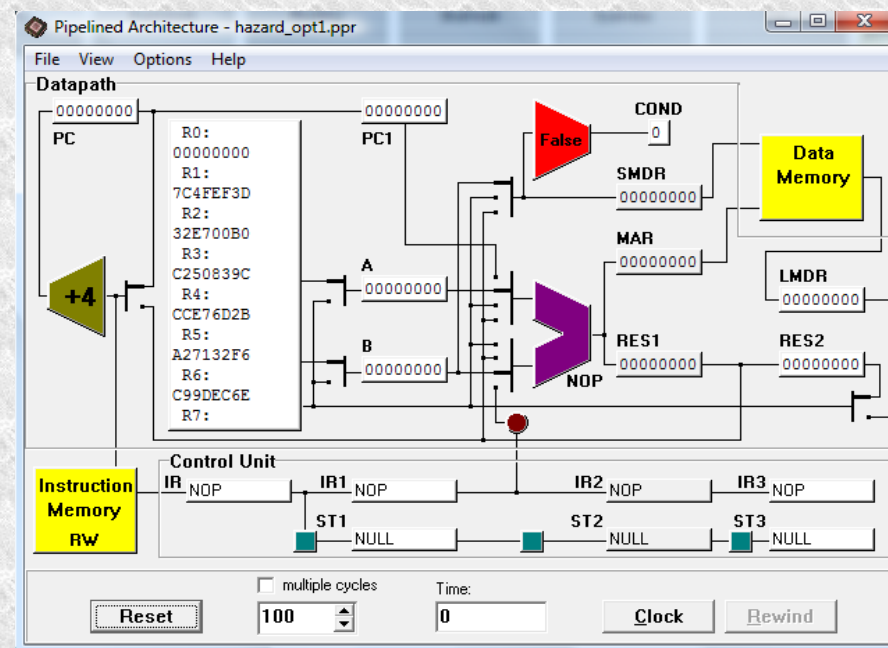 Pipelined Architecture - hazard_opt1.ppr
File View Options Help
Datapath
00000000
PC
00000000
PC1
R0:
00000000
R1:
7C4FEF3D
R2:
32E700B0
R3:
C250839C
R4:
CCE76D2B
R5:
A27132F6
R6:
C99DEC6E
R7:
False
COND
0
SMDR
00000000
Data
Memory
MAR
00000000
+4
A
00000000
LMDR
00000000
B
00000000
NOP
RES1
00000000
RES2
00000000
Control Unit
Instruction
Memory
RW
IR NOP
IR1 NOP
IR2 NOP
IR3 NOP
ST1 NULL
ST2 NULL
ST3 NULL
multiple cycles
Time:
Reset
100
0
Clock
Rewind